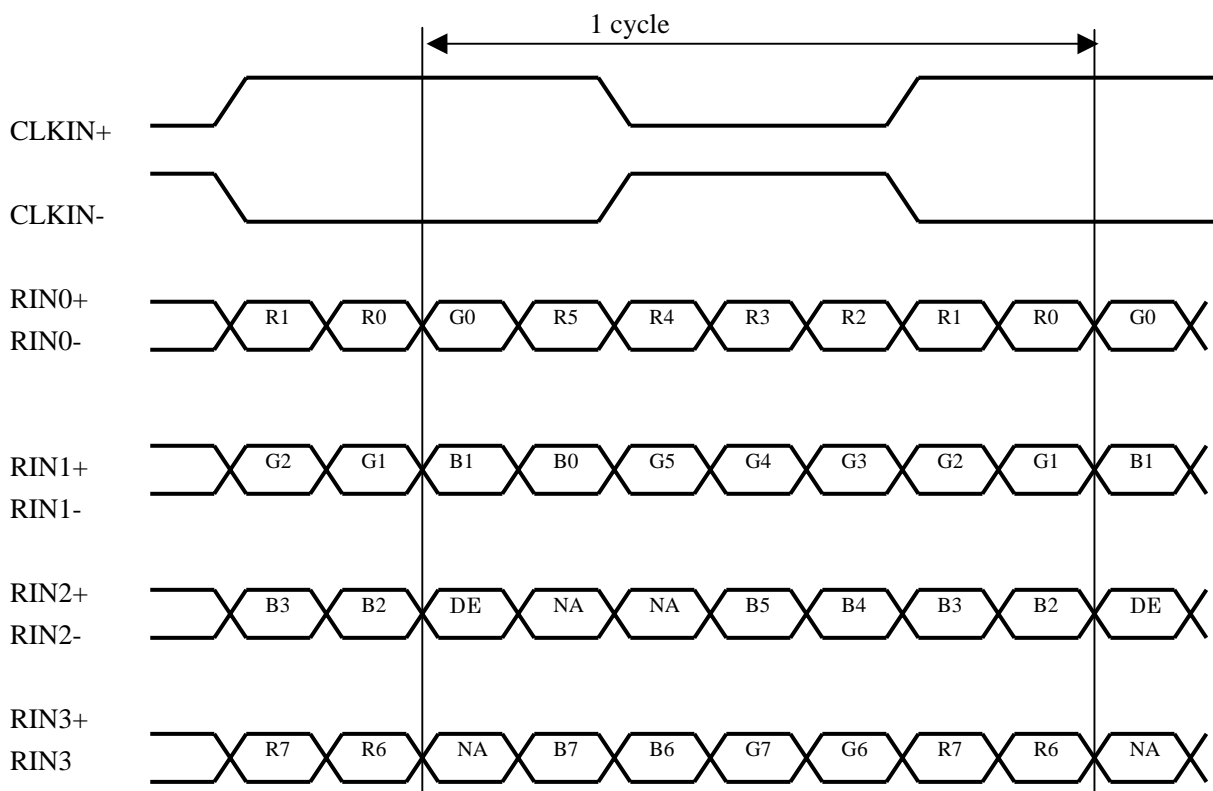 1 cycle
CLKIN+
CLKIN-
RIN0+
R1 R0 G0 R5 R4 R3 R2 R1 R0 G0
RIN0-
RIN1+
G2 G1 B1 B0 G5 G4 G3 G2 G1 B1
RIN1-
RIN2+
B3 B2 DE NA NA B5 B4 B3 B2 DE
RIN2-
RIN3+
R7 R6 NA B7 B6 G7 G6 R7 R6 NA
RIN3